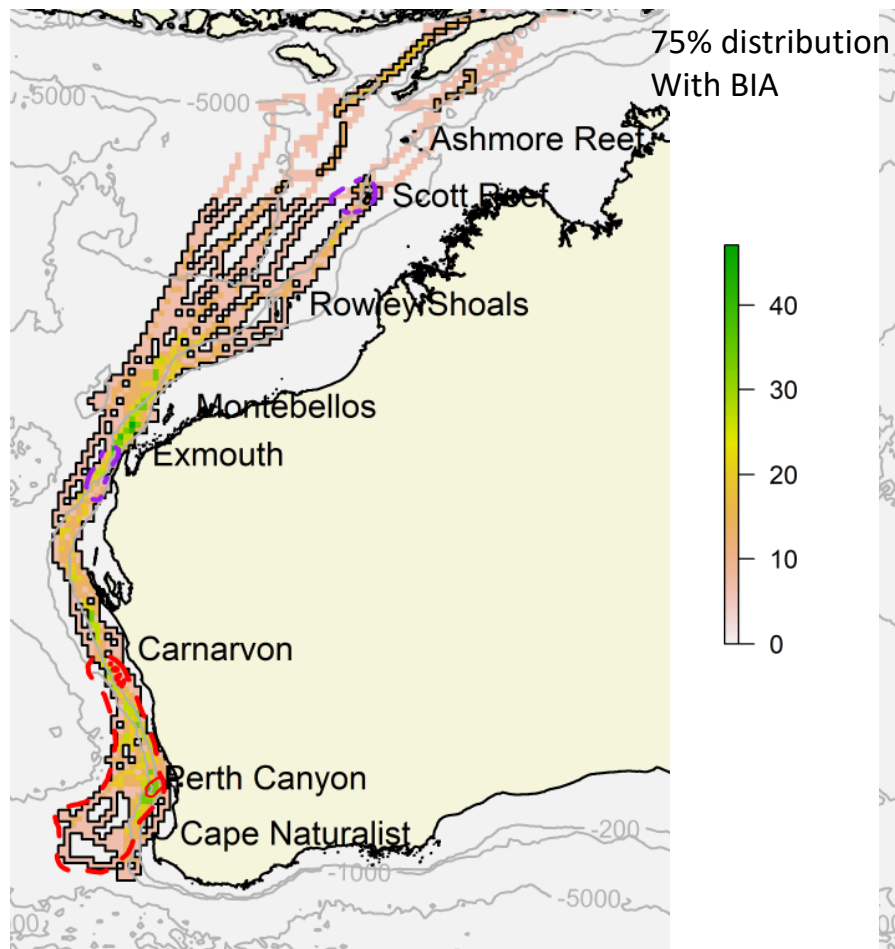 75% distribution
With BIA
-200
-5000
-5000
Ashmore Reef
Scott Reef
Rowley Shoals
40
30
Montebellos
Exmouth
20
10
Carnarvon
0
Perth Canyon
Cape Naturalist
-200
-1000
-5000